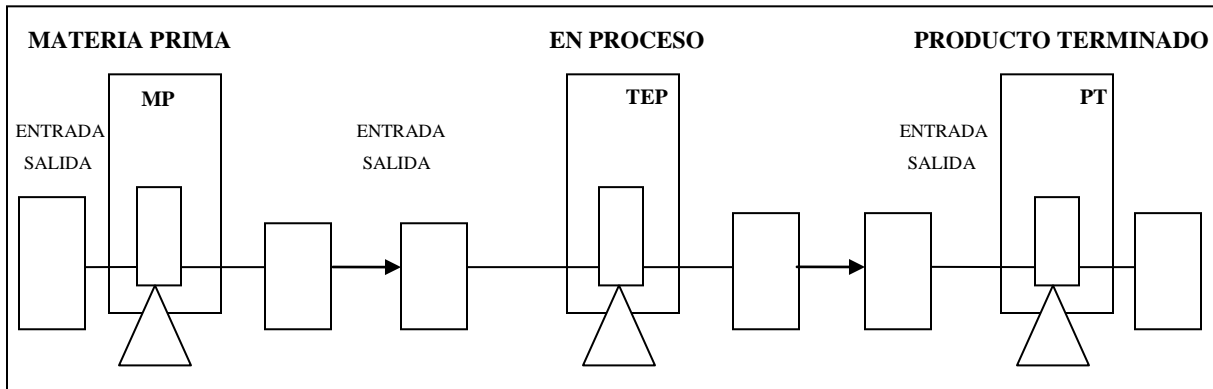 MATERIA PRIMA
EN PROCESO
PRODUCTO TERMINADO
MP
TEP
PT
ENTRADA
SALIDA
ENTRADA
SALIDA
ENTRADA
SALIDA